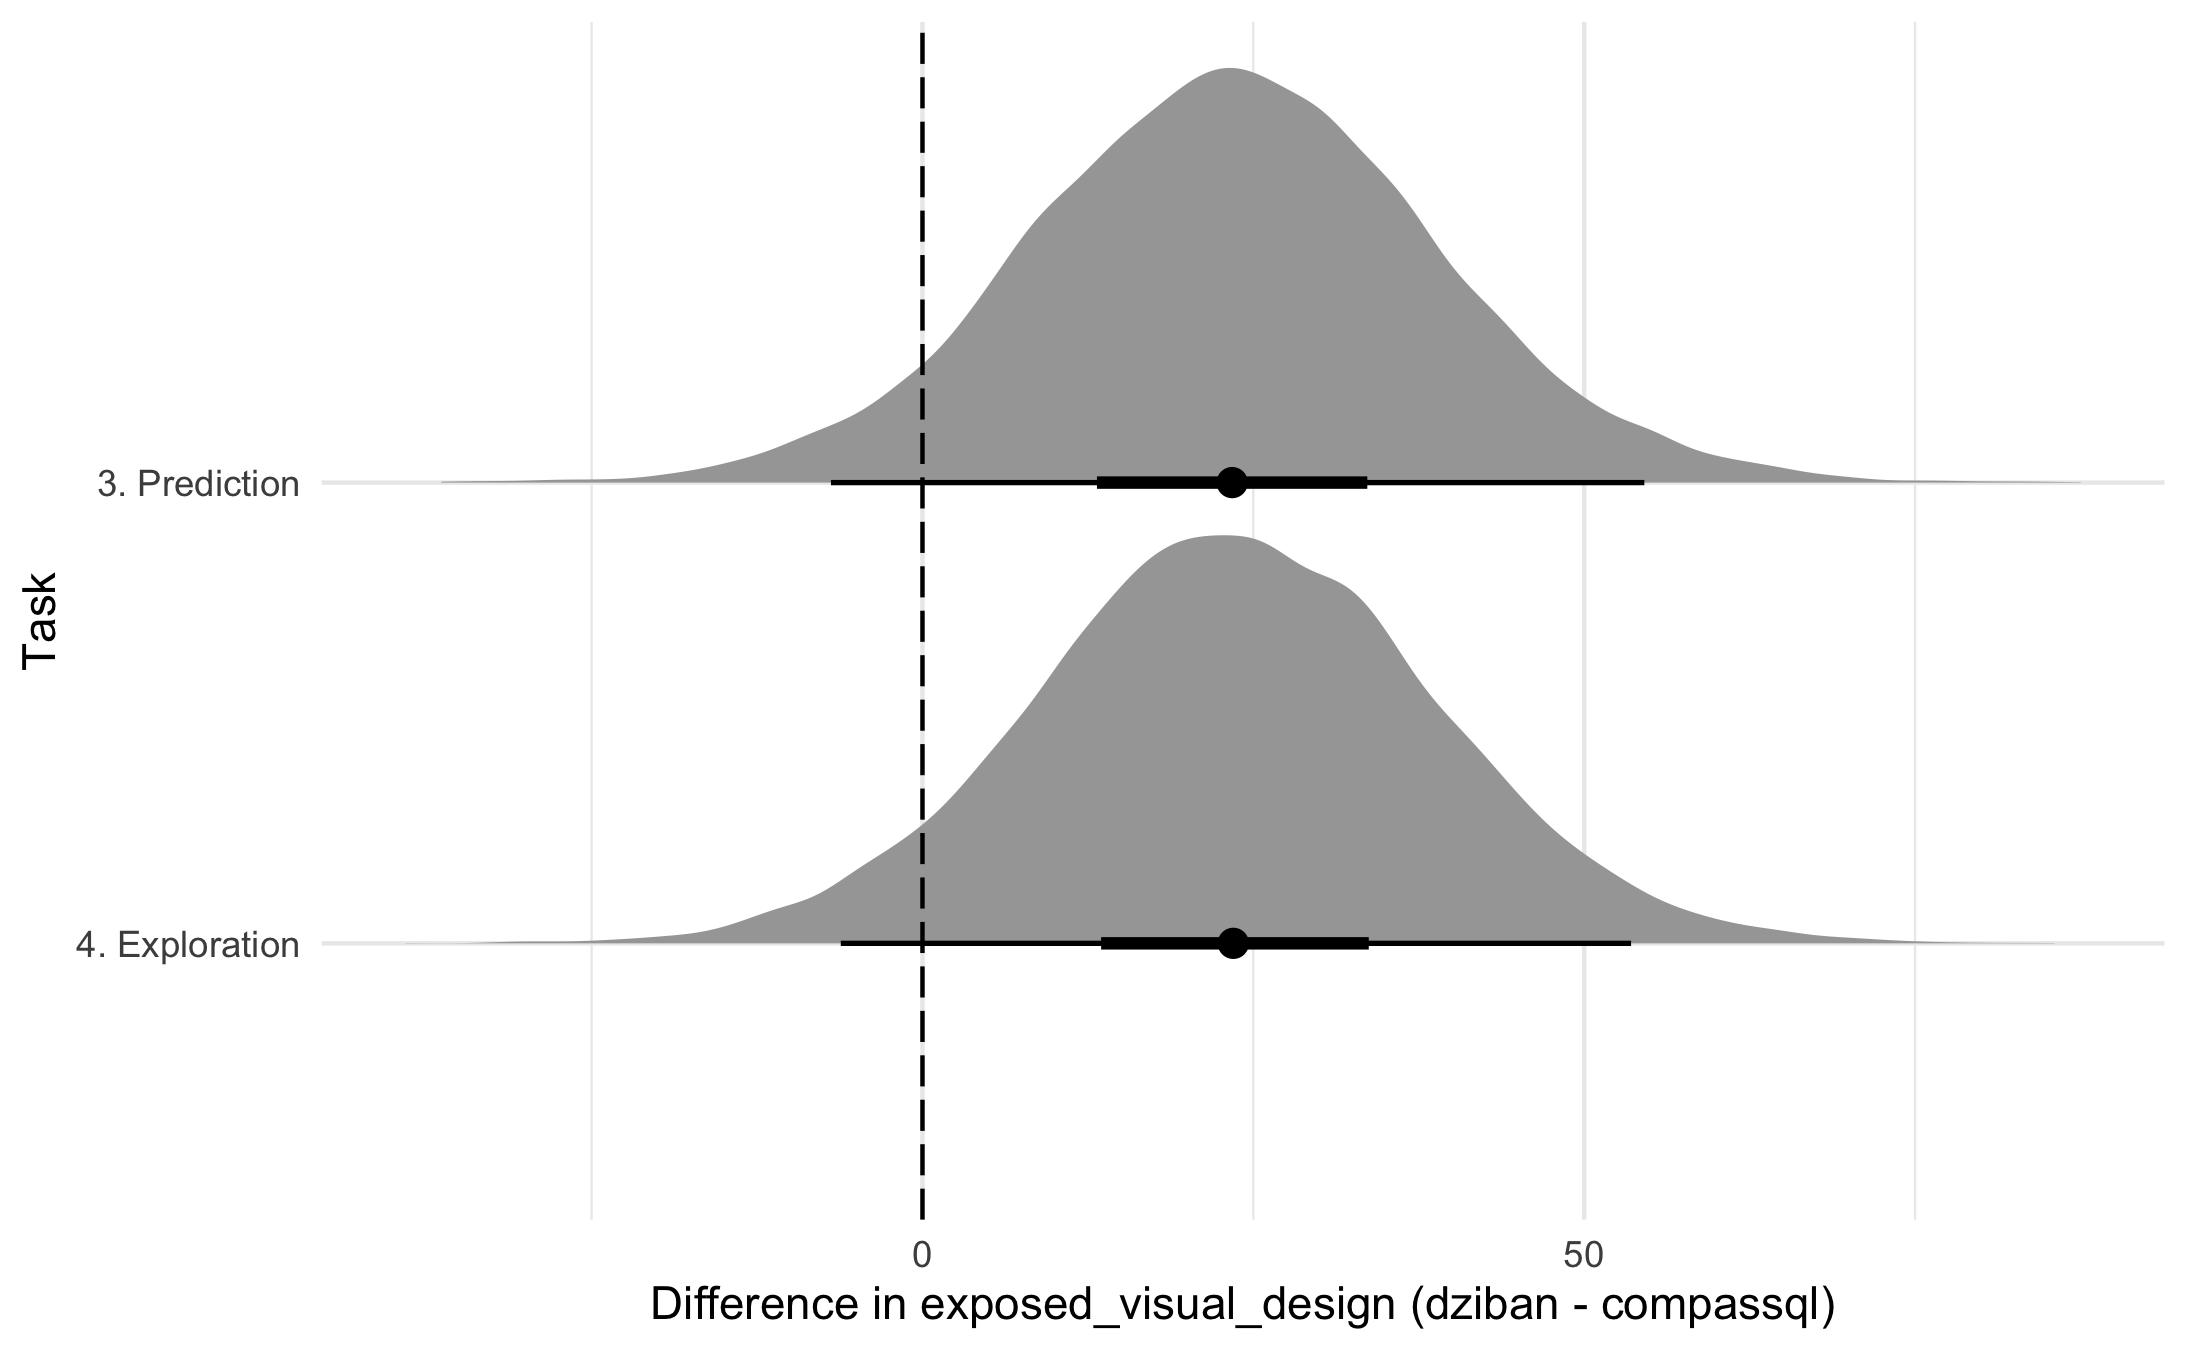 Task
3. Prediction
4. Exploration
0
50
Difference in exposed_visual_design (dziban - compassql)